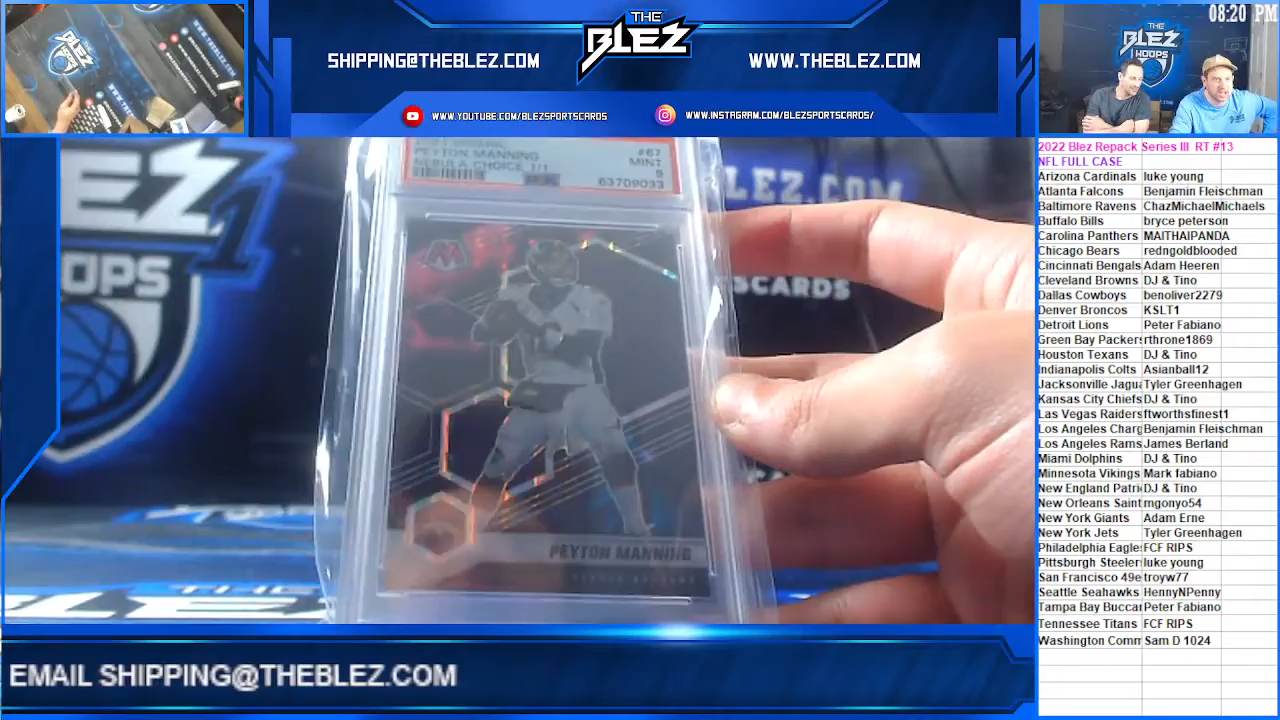 08:20 PM
THE
BLEZ
HOOPS
THE
BLEZ
SHIPPING@THEBLEZ.COM
WWW.THEBLEZ.COM
WWW.YOUTUBE.COM/BLEZSPORTSCARDS
WWW.INSTAGRAM.COM/BLEZSPORTSCARDS/
PEYTON MANNING
NEBULA CHOICE 1/1
#67
MINT
9
63709033
PEYTON MANNING
2022 Blez Repack Series III RT #13
NFL FULL CASE
Arizona Cardinals luke young
Atlanta Falcons Benjamin Fleischman
Baltimore Ravens ChazMichaelMichaels
Buffalo Bills bryce peterson
Carolina Panthers MAITHAIPANDA
Chicago Bears redngoldblooded
Cincinnati Bengals Adam Heeren
Cleveland Browns DJ & Tino
Dallas Cowboys benoliver2279
Denver Broncos KSLT1
Detroit Lions Peter Fabiano
Green Bay Packers rthrone1869
Houston Texans DJ & Tino
Indianapolis Colts Asianball12
Jacksonville Jagua Tyler Greenhagen
Kansas City Chiefs DJ & Tino
Las Vegas Raiders ftworthsfinest1
Los Angeles Charg Benjamin Fleischman
Los Angeles Rams James Berland
Miami Dolphins DJ & Tino
Minnesota Vikings Mark fabiano
New England Patri DJ & Tino
New Orleans Saint mgonyo54
New York Giants Adam Erne
New York Jets Tyler Greenhagen
Philadelphia Eagle FCF RIPS
Pittsburgh Steeler luke young
San Francisco 49e troyw77
Seattle Seahawks HennyNPenny
Tampa Bay Buccan Peter Fabiano
Tennessee Titans FCF RIPS
Washington Comm Sam D 1024
EMAIL SHIPPING@THEBLEZ.COM